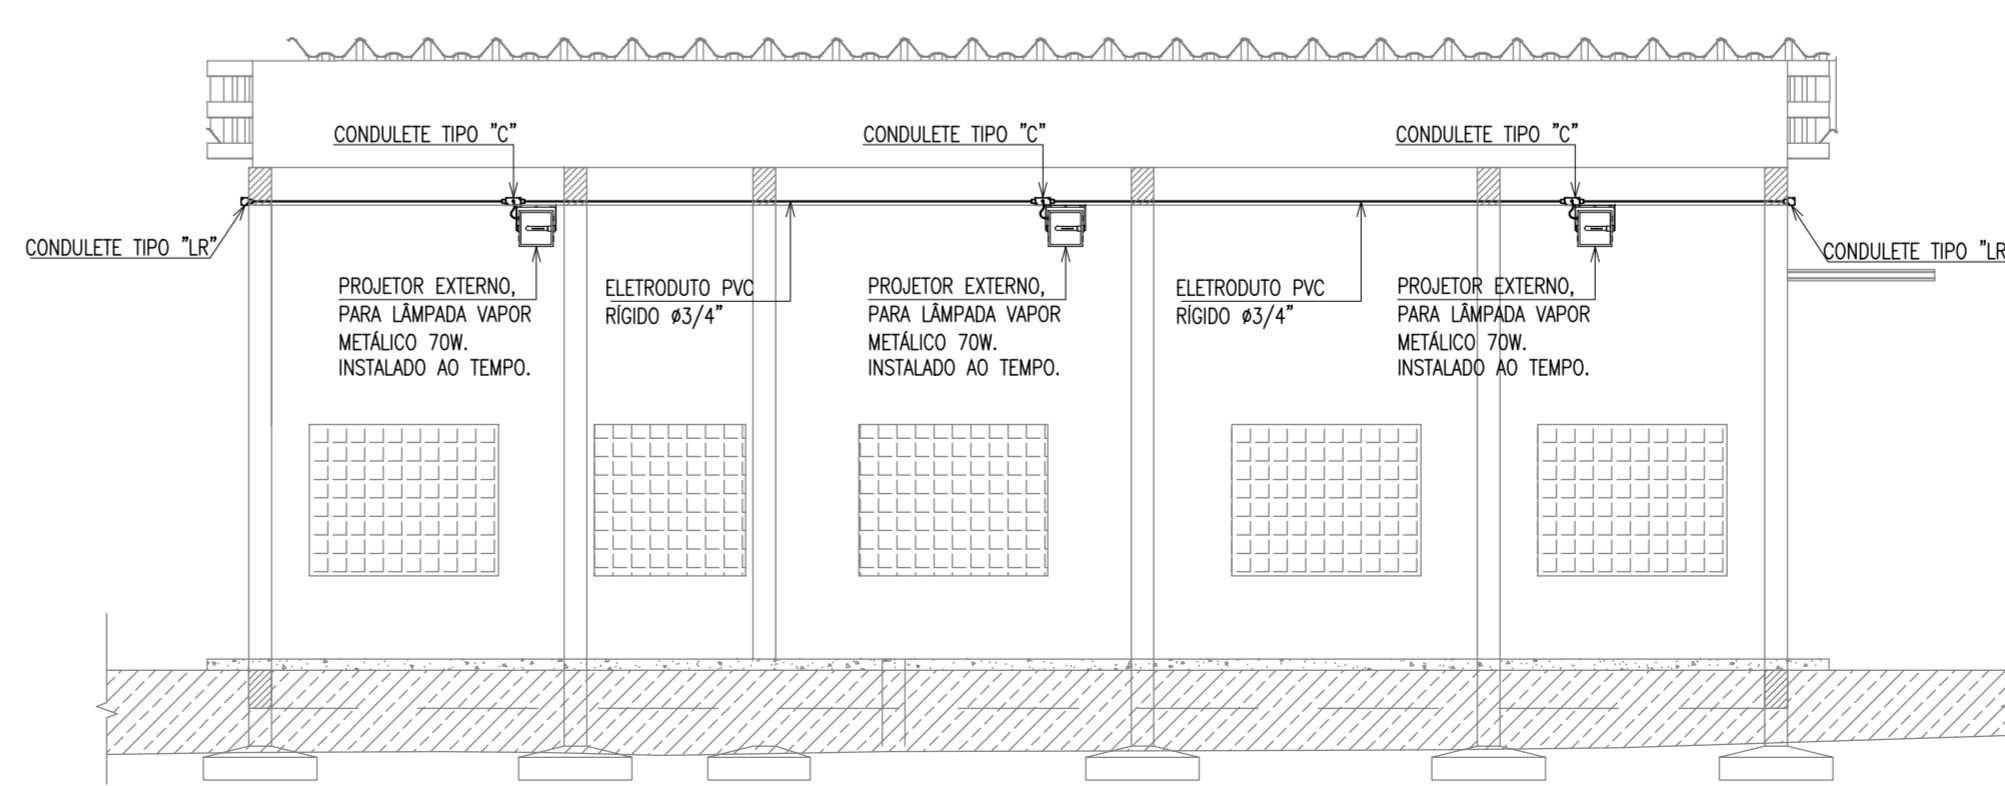 CONDULETE TIPO "C"
CONDULETE TIPO "C"
CONDULETE TIPO "C"
CONDULETE TIPO "LR"
CONDULETE TIPO "LR
PROJETOR EXTERNO,
PARA LÂMPADA VAPOR
METÁLICO 70W.
INSTALADO AO TEMPO.
ELETRODUTO PVC
RÍGIDO ø3/4"
PROJETOR EXTERNO,
PARA LÂMPADA VAPOR
METÁLICO 70W.
INSTALADO AO TEMPO.
ELETRODUTO PVC
RÍGIDO ø3/4"
PROJETOR EXTERNO,
PARA LÂMPADA VAPOR
METÁLICO 70W.
INSTALADO AO TEMPO.